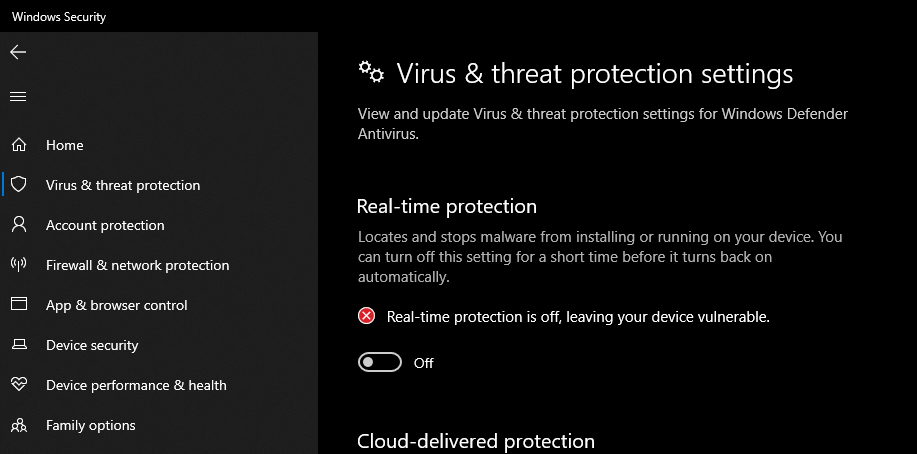 Windows Security
Home
Virus & threat protection
Account protection
Firewall & network protection
App & browser control
Device security
Device performance & health
Family options
Virus & threat protection settings
View and update Virus & threat protection settings for Windows Defender
Antivirus.
Real-time protection
Locates and stops malware from installing or running on your device. You
can turn off this setting for a short time before it turns back on
automatically.
Real-time protection is off, leaving your device vulnerable.
Off
Cloud-delivered protection